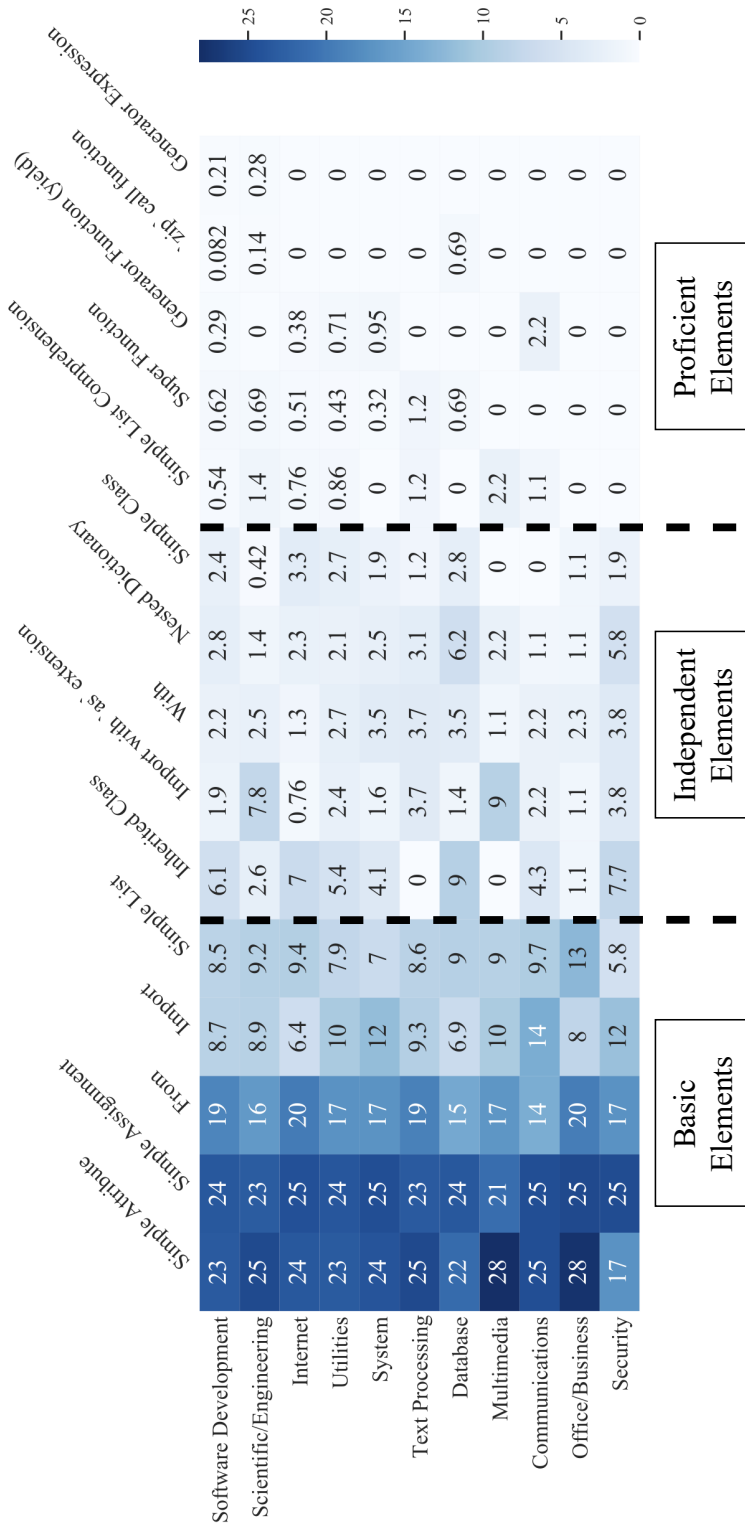 Simple Attribute
Simple Assignment
From
Import
Simple List
Inherited Class
Import with `as` extension
With
Nested Dictionary
Simple Class
Simple List Comprehension
Super Function
Generator Function (yield)
`zip` call function
Generator Expression
Software Development 23 24 19 8.7 8.5 6.1 1.9 2.2 2.8 2.4 0.54 0.62 0.29 0.082 0.21
Scientific/Engineering 25 23 16 8.9 9.2 2.6 7.8 2.5 1.4 0.42 1.4 0.69 0 0.14 0.28
Internet 24 25 20 6.4 9.4 7 0.76 1.3 2.3 3.3 0.76 0.51 0.38 0 0
Utilities 23 24 17 10 7.9 5.4 2.4 2.7 2.1 2.7 0.86 0.43 0.71 0 0
System 24 25 17 12 7 4.1 1.6 3.5 2.5 1.9 0 0.32 0.95 0 0
Text Processing 25 23 19 9.3 8.6 0 3.7 3.7 3.1 1.2 1.2 1.2 0 0 0
Database 22 24 15 6.9 9 9 1.4 3.5 6.2 2.8 0 0.69 0 0.69 0
Multimedia 28 21 17 10 9 0 9 1.1 2.2 0 2.2 0 0 0 0
Communications 25 25 14 14 9.7 4.3 2.2 2.2 1.1 0 1.1 0 2.2 0 0
Office/Business 28 25 20 8 13 1.1 1.1 2.3 1.1 1.1 0 0 0 0 0
Security 17 25 17 12 5.8 7.7 3.8 3.8 5.8 1.9 0 0 0 0 0
25
20
15
10
5
0
Basic
Elements
Independent
Elements
Proficient
Elements